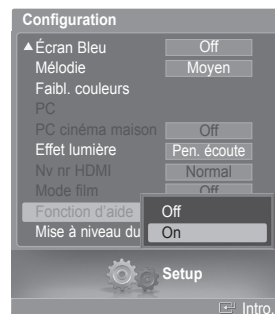 Configuration
Écran Bleu Off
Mélodie Moyen
Faibl. couleurs
PC
PC cinéma maison Off
Effet lumière Pen. écoute
Nv nr HDMI Normal
Mode film Off
Fonction d'aide Off
Mise à niveau du On
Setup
Intro.